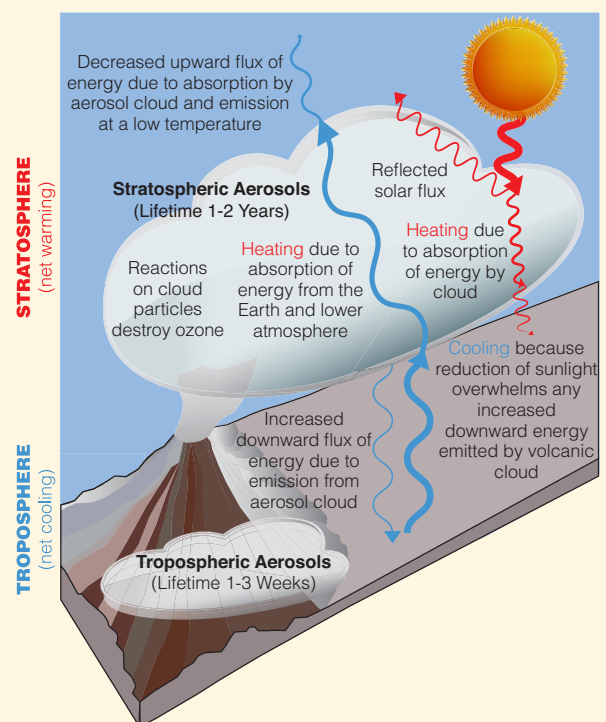 Decreased upward flux of
energy due to absorption by
aerosol cloud and emission
at a low temperature
STRATOSPHERE
(net warming)
Stratospheric Aerosols
(Lifetime 1-2 Years)
Reflected
solar flux
Reactions
on cloud
particles
destroy ozone
Heating due to
absorption of
energy from the
Earth and lower
atmosphere
Heating due
to absorption
of energy by
cloud
Cooling because
reduction of sunlight
overwhelms any
increased
downward energy
emitted by volcanic
cloud
Increased
downward flux of
energy due to
emission from
aerosol cloud
TROPOSPHERE
(net cooling)
Tropospheric Aerosols
(Lifetime 1-3 Weeks)